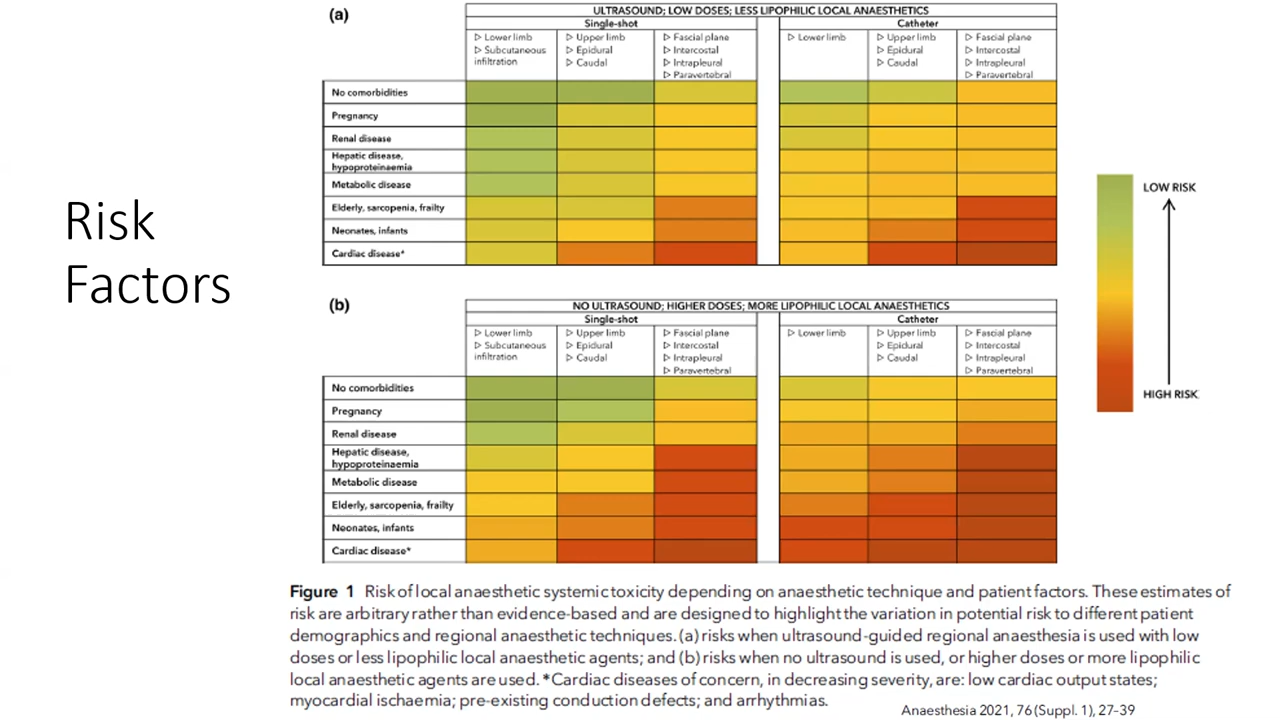 Risk
Factors
(a)
ULTRASOUND; LOW DOSES; LESS LIPOPHILIC LOCAL ANAESTHETICS
Single-shot
Catheter
▷ Lower limb
▷ Subcutaneous
infiltration
▷ Upper limb
▷ Epidural
▷ Caudal
▷ Fascial plane
▷ Intercostal
▷ Intrapleural
▷ Paravertebral
▷ Lower limb
▷ Upper limb
▷ Epidural
▷ Caudal
▷ Fascial plane
▷ Intercostal
▷ Intrapleural
▷ Paravertebral
No comorbidities
Pregnancy
Renal disease
Hepatic disease,
hypoproteinaemia
Metabolic disease
Elderly, sarcopenia, frailty
Neonates, infants
Cardiac disease*
LOW RISK
HIGH RISK
(b)
NO ULTRASOUND; HIGHER DOSES; MORE LIPOPHILIC LOCAL ANAESTHETICS
Single-shot
Catheter
▷ Lower limb
▷ Subcutaneous
infiltration
▷ Upper limb
▷ Epidural
▷ Caudal
▷ Fascial plane
▷ Intercostal
▷ Intrapleural
▷ Paravertebral
▷ Lower limb
▷ Upper limb
▷ Epidural
▷ Caudal
▷ Fascial plane
▷ Intercostal
▷ Intrapleural
▷ Paravertebral
No comorbidities
Pregnancy
Renal disease
Hepatic disease,
hypoproteinaemia
Metabolic disease
Elderly, sarcopenia, frailty
Neonates, infants
Cardiac disease*
Figure 1 Risk of local anaesthetic systemic toxicity depending on anaesthetic technique and patient factors. These estimates of
risk are arbitrary rather than evidence-based and are designed to highlight the variation in potential risk to different patient
demographics and regional anaesthetic techniques. (a) risks when ultrasound-guided regional anaesthesia is used with low
doses or less lipophilic local anaesthetic agents; and (b) risks when no ultrasound is used, or higher doses or more lipophilic
local anaesthetic agents are used. *Cardiac diseases of concern, in decreasing severity, are: low cardiac output states;
myocardial ischaemia; pre-existing conduction defects; and arrhythmias.
Anaesthesia 2021, 76 (Suppl. 1), 27–39